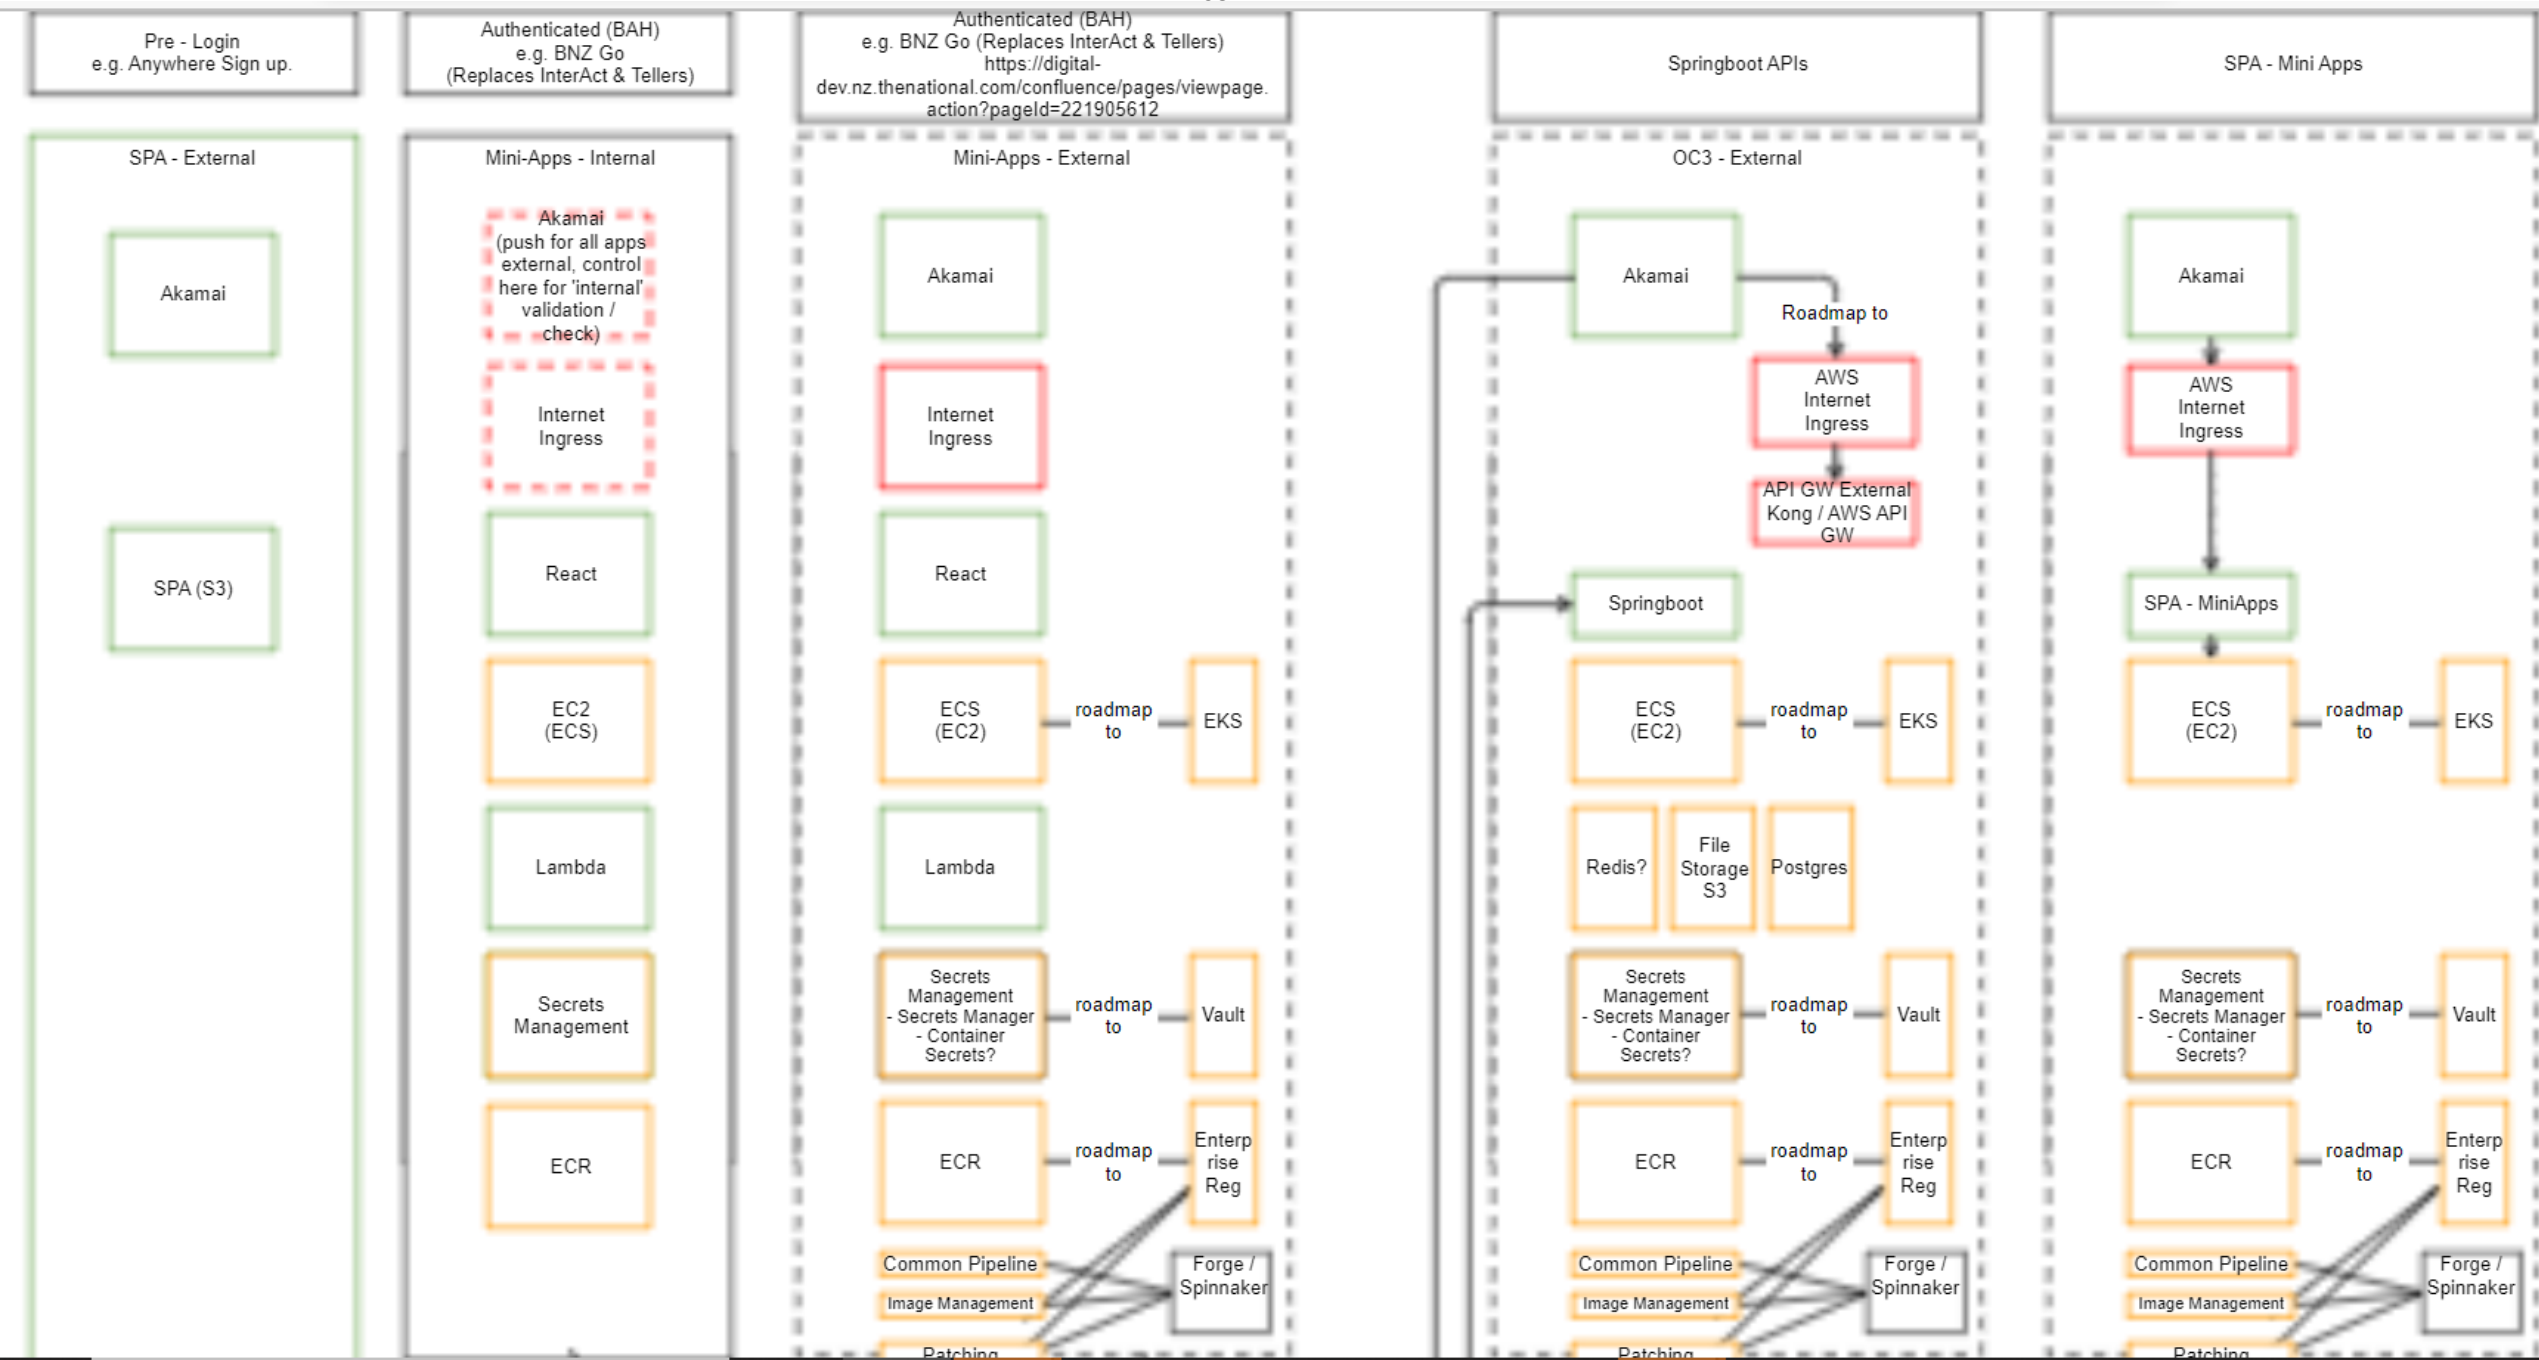 Pre - Login
e.g. Anywhere Sign up.
Authenticated (BAH)
e.g. BNZ Go
(Replaces InterAct & Tellers)
Authenticated (BAH)
e.g. BNZ Go (Replaces InterAct & Tellers)
https://digital-
dev.nz.thenational.com/confluence/pages/viewpage.
action?pageId=221905612
Springboot APIs
SPA - Mini Apps
SPA - External
Akamai
SPA (S3)
Mini-Apps - Internal
Akamai
(push for all apps
external, control
here for 'internal'
validation /
check)
Internet
Ingress
React
EC2
(ECS)
Lambda
Secrets
Management
ECR
Mini-Apps - External
Akamai
Internet
Ingress
React
ECS
(EC2)
roadmap
to
EKS
Lambda
Secrets
Management
- Secrets Manager
- Container
Secrets?
roadmap
to
Vault
ECR
roadmap
to
Enterp
rise
Reg
Common Pipeline
Image Management
Patching
Forge /
Spinnaker
OC3 - External
Akamai
Roadmap to
AWS
Internet
Ingress
API GW External
Kong / AWS API
GW
Springboot
ECS
(EC2)
roadmap
to
EKS
Redis?
File
Storage
S3
Postgres
Secrets
Management
- Secrets Manager
- Container
Secrets?
roadmap
to
Vault
ECR
roadmap
to
Enterp
rise
Reg
Common Pipeline
Image Management
Patching
Forge /
Spinnaker
Akamai
AWS
Internet
Ingress
SPA - MiniApps
ECS
(EC2)
roadmap
to
EKS
Secrets
Management
- Secrets Manager
- Container
Secrets?
roadmap
to
Vault
ECR
roadmap
to
Enterp
rise
Reg
Common Pipeline
Image Management
Patching
Forge /
Spinnaker